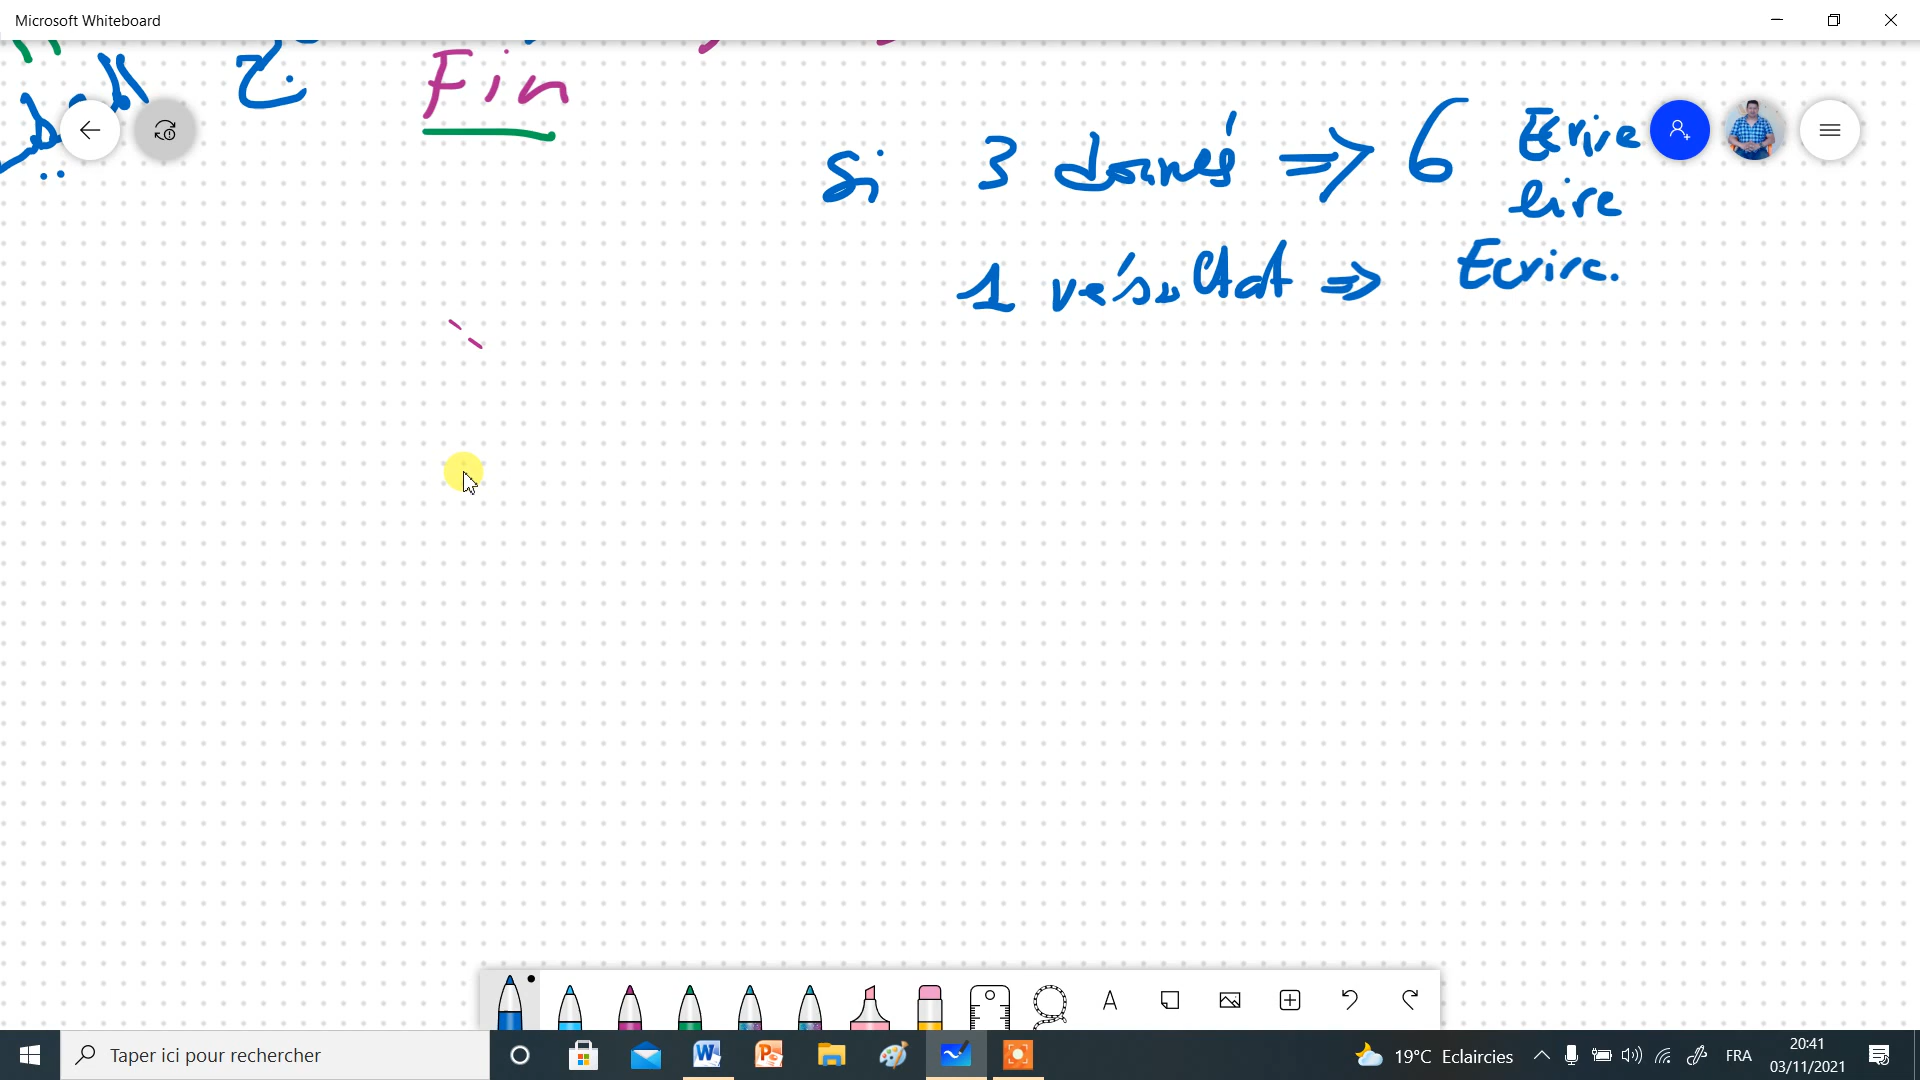 Microsoft Whiteboard
Fin
Si 3 donnés => 6 Ecrire
lire
1 résultat => Ecrire.
A
Taper ici pour rechercher
19°C Eclaircies
FRA
20:41
03/11/2021